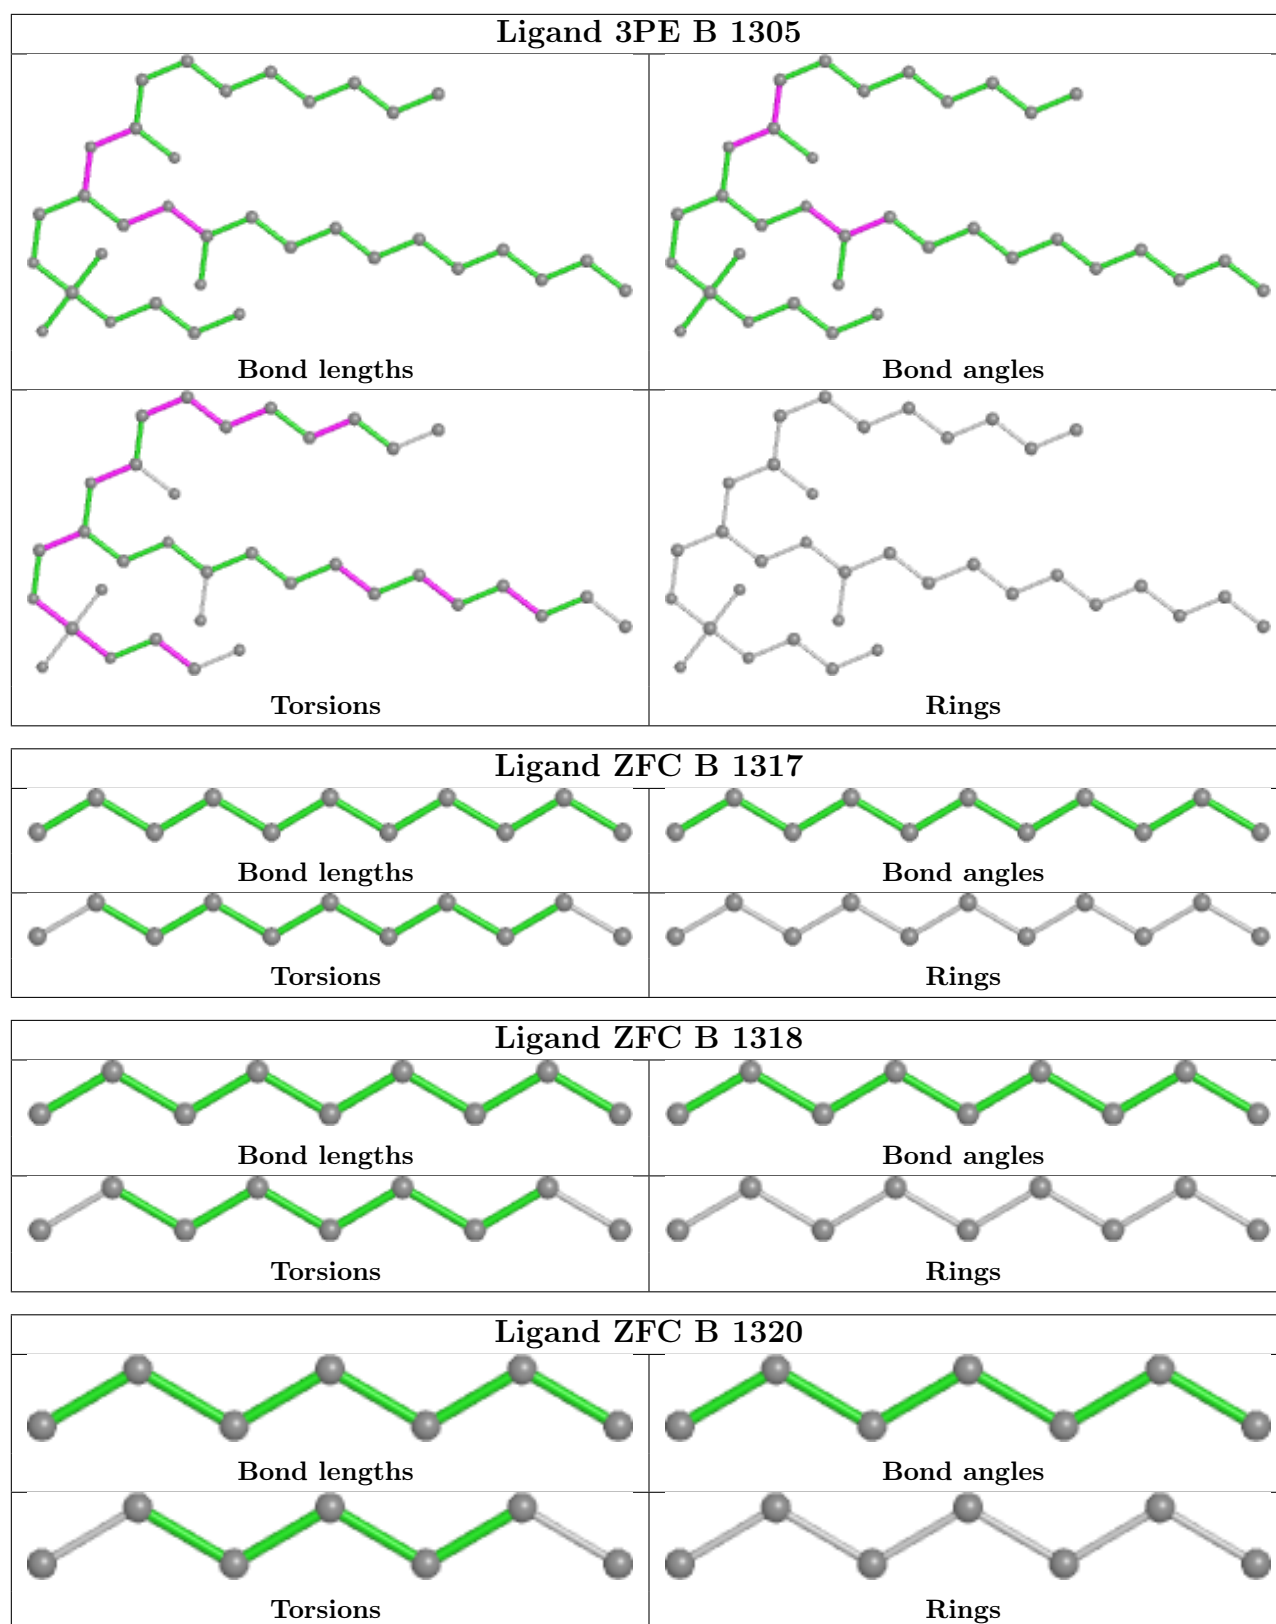 Ligand 3PE B 1305
Bond lengths
Bond angles
Torsions
Rings
Ligand ZFC B 1317
Bond lengths
Bond angles
Torsions
Rings
Ligand ZFC B 1318
Bond lengths
Bond angles
Torsions
Rings
Ligand ZFC B 1320
Bond lengths
Bond angles
Torsions
Rings